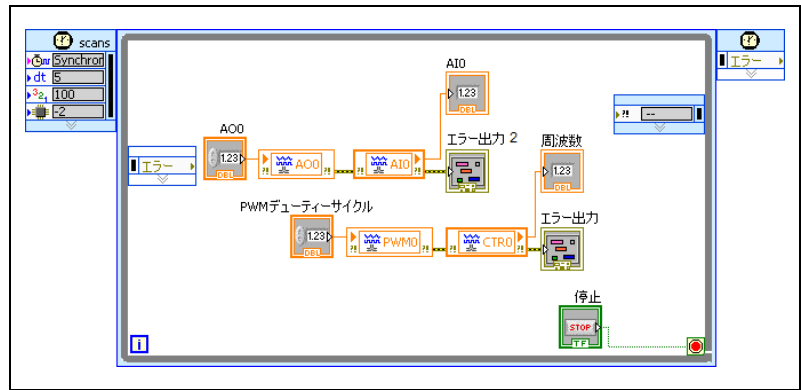 scans
Synchron
dt 5
100
-2
エラー
AO0
1.23
DBL
AO0
AI0
AI0
1.23
DBL
エラー出力 2
周波数
1.23
DBL
PWMデューティーサイクル
1.23
DBL
PWM0
CTR0
エラー出力
停止
STOP
TF
i
?! --
エラー